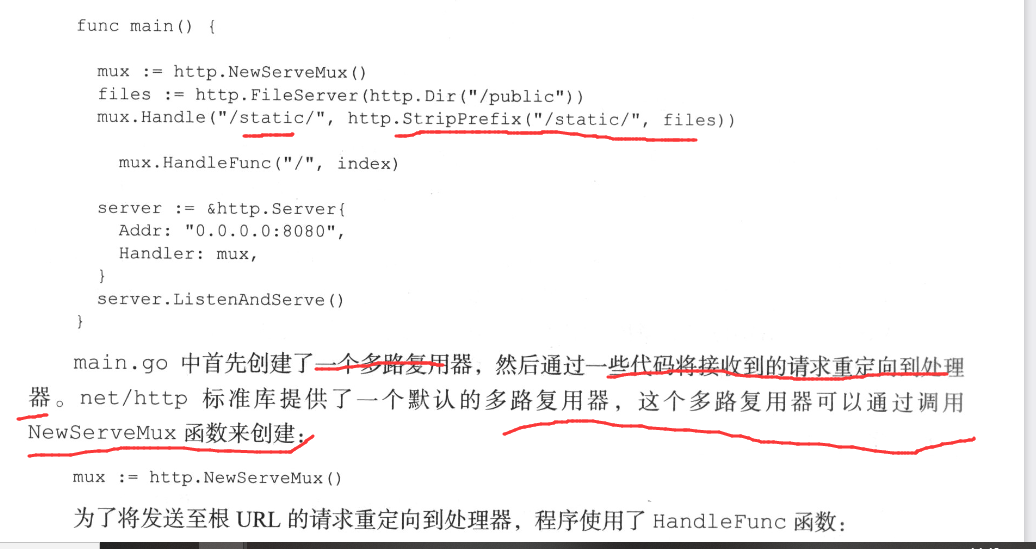 func main() {
mux := http.NewServeMux()
files := http.FileServer(http.Dir("/public"))
mux.Handle("/static/", http.StripPrefix("/static/", files))
mux.HandleFunc("/", index)
server := &http.Server{
Addr: "0.0.0.0:8080",
Handler: mux,
}
server.ListenAndServe()
}
main.go 中首先创建了一个多路复用器，然后通过一些代码将接收到的请求重定向到处理
器。net/http 标准库提供了一个默认的多路复用器，这个多路复用器可以通过调用
NewServeMux 函数来创建：
mux := http.NewServeMux()
为了将发送至根 URL 的请求重定向到处理器，程序使用了 HandleFunc 函数：